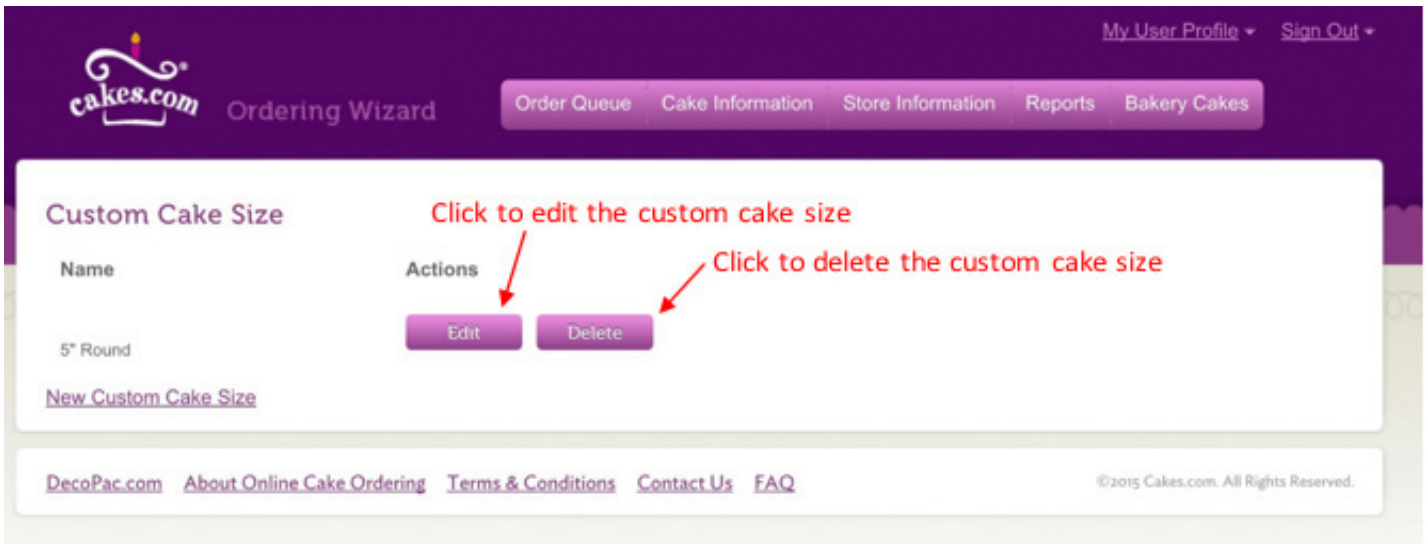 My User Profile Sign Out
cakes.com Ordering Wizard
Order Queue Cake Information Store Information Reports Bakery Cakes
Custom Cake Size
Click to edit the custom cake size
Name Actions
Click to delete the custom cake size
Edit Delete
5" Round
New Custom Cake Size
DecoPac.com About Online Cake Ordering Terms & Conditions Contact Us FAQ ©2015 Cakes.com. All Rights Reserved.